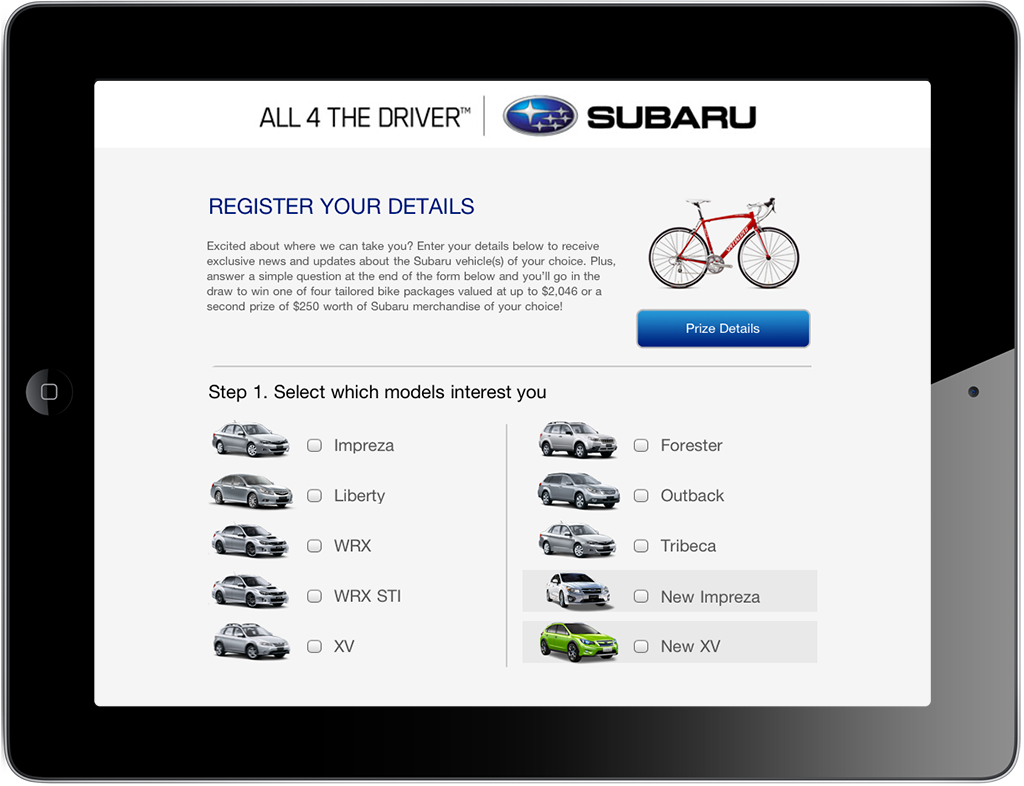 ALL 4 THE DRIVER™
SUBARU
REGISTER YOUR DETAILS
Excited about where we can take you? Enter your details below to receive
exclusive news and updates about the Subaru vehicle(s) of your choice. Plus,
answer a simple question at the end of the form below and you'll go in the
draw to win one of four tailored bike packages valued at up to $2,046 or a
second prize of $250 worth of Subaru merchandise of your choice!
SPECIALIZED
Prize Details
Step 1. Select which models interest you
Impreza
Liberty
WRX
WRX STI
XV
Forester
Outback
Tribeca
New Impreza
New XV